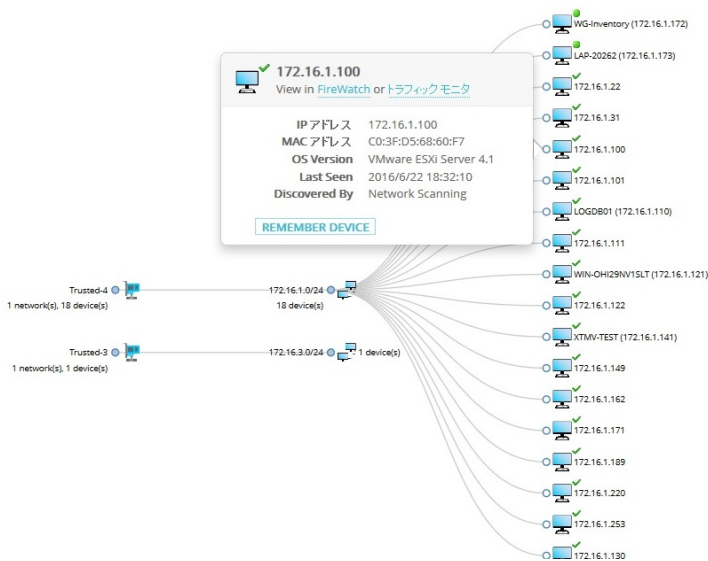 WG-Inventory (172.16.1.172)
LAP-20262 (172.16.1.173)
172.16.1.22
172.16.1.31
172.16.1.100
172.16.1.101
LOGDB01 (172.16.1.110)
172.16.1.111
WIN-OHI29NV1SLT (172.16.1.121)
172.16.1.122
XTMV-TEST (172.16.1.141)
172.16.1.149
172.16.1.162
172.16.1.171
172.16.1.189
172.16.1.220
172.16.1.253
172.16.1.130
172.16.1.100
View in FireWatch or トラフィック モニタ
IP アドレス 172.16.1.100
MAC アドレス C0:3F:D5:68:60:F7
OS Version VMware ESXi Server 4.1
Last Seen 2016/6/22 18:32:10
Discovered By Network Scanning
REMEMBER DEVICE
Trusted-4
1 network(s), 18 device(s)
172.16.1.0/24
18 device(s)
Trusted-3
1 network(s), 1 device(s)
172.16.3.0/24
1 device(s)